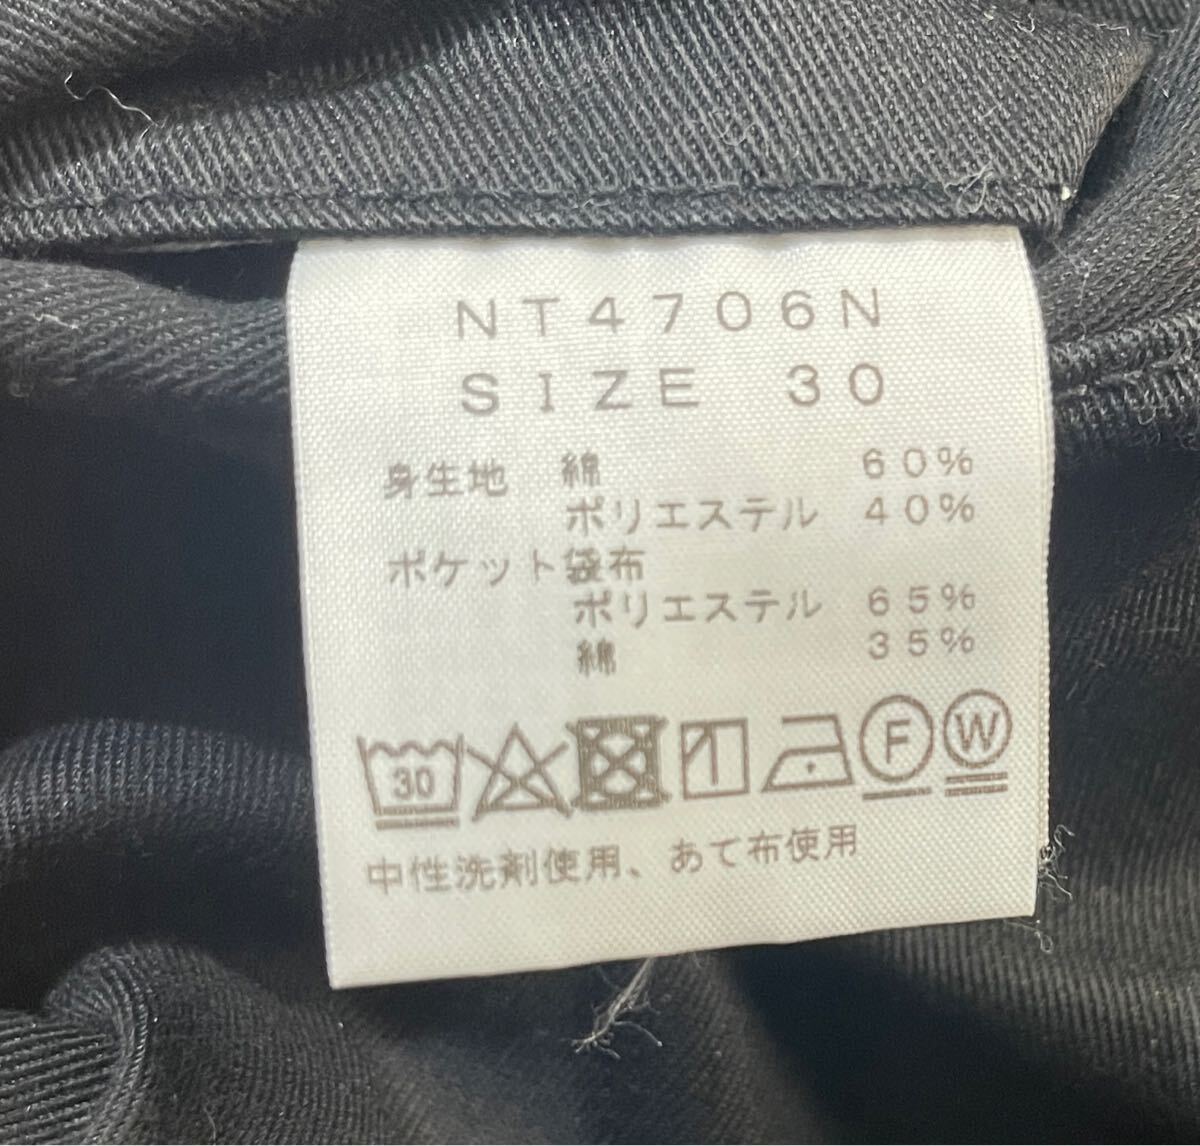 NT4706N
SIZE 30
身生地 綿 60%
ポリエステル 40%
ポケット袋布
ポリエステル 65%
綿 35%
30 F W
中性洗剤使用、あて布使用